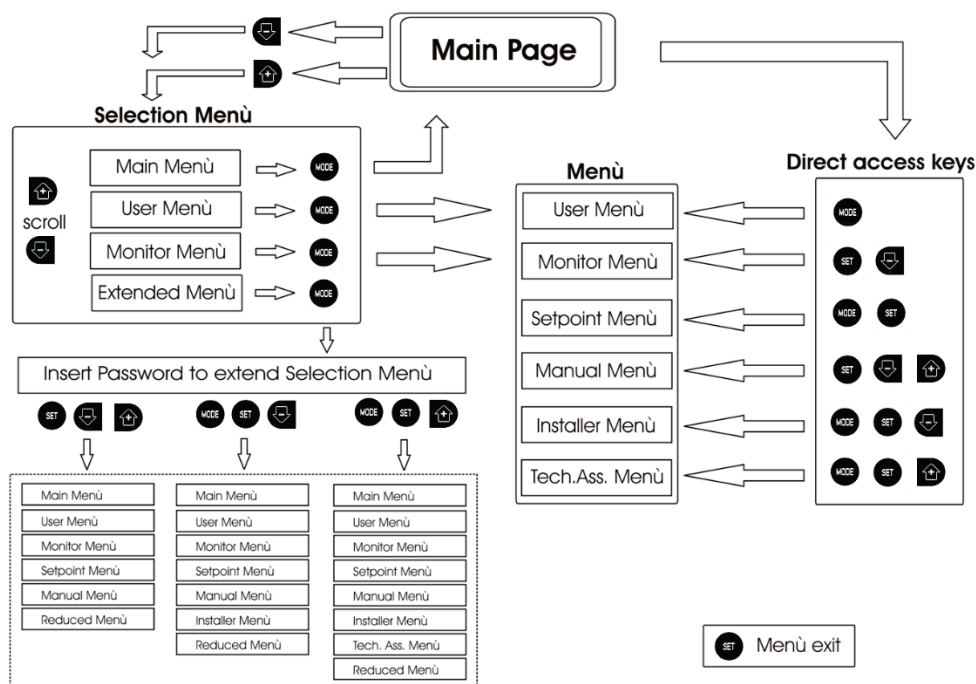 Main Page
Selection Menù
scroll
Main Menù
MODE
User Menù
MODE
Monitor Menù
MODE
Extended Menù
MODE
Insert Password to extend Selection Menù
SET
MODE SET
MODE SET
Main Menù
User Menù
Monitor Menù
Setpoint Menù
Manual Menù
Reduced Menù
Main Menù
User Menù
Monitor Menù
Setpoint Menù
Manual Menù
Installer Menù
Reduced Menù
Main Menù
User Menù
Monitor Menù
Setpoint Menù
Manual Menù
Installer Menù
Tech. Ass. Menù
Reduced Menù
Menù
User Menù
Monitor Menù
Setpoint Menù
Manual Menù
Installer Menù
Tech.Ass. Menù
Direct access keys
MODE
SET
MODE SET
SET
MODE SET
MODE SET
SET Menù exit